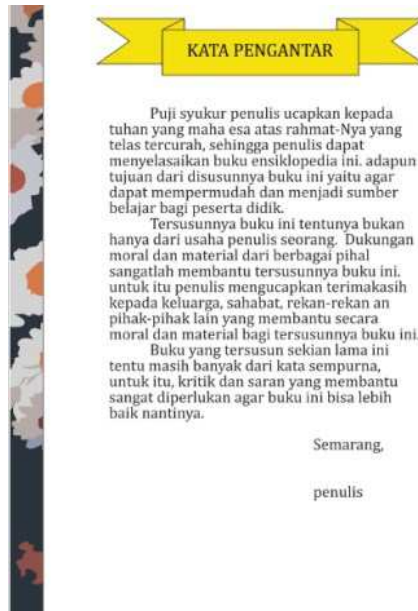 KATA PENGANTAR
Puji syukur penulis ucapkan kepada
tuhan yang maha esa atas rahmat-Nya yang
telas tercurah, sehingga penulis dapat
menyelasaikan buku ensiklopedia ini. adapun
tujuan dari disusunnya buku ini yaitu agar
dapat mempermudah dan menjadi sumber
belajar bagi peserta didik.
Tersusunnya buku ini tentunya bukan
hanya dari usaha penulis seorang. Dukungan
moral dan material dari berbagai pihal
sangatlah membantu tersusunnya buku ini.
untuk itu penulis mengucapkan terimakasih
kepada keluarga, sahabat, rekan-rekan an
pihak-pihak lain yang membantu secara
moral dan material bagi tersusunnya buku ini.
Buku yang tersusun sekian lama ini
tentu masih banyak dari kata sempurna,
untuk itu, kritik dan saran yang membantu
sangat diperlukan agar buku ini bisa lebih
baik nantinya.
Semarang,
penulis